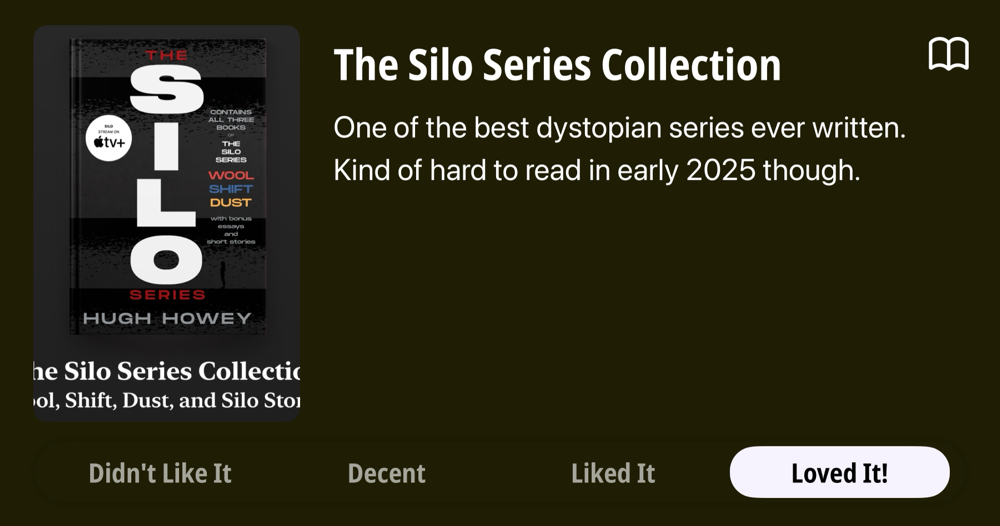 THE
SILO
SERIES
HUGH HOWEY
SILO
STREAM ON
tv+
CONTAINS
ALL THREE
BOOKS
OF
THE
SILO
SERIES
WOOL
SHIFT
DUST
with bonus
essays
and
short stories
he Silo Series Collectio
ol, Shift, Dust, and Silo Stor
The Silo Series Collection
One of the best dystopian series ever written.
Kind of hard to read in early 2025 though.
Didn't Like It
Decent
Liked It
Loved It!